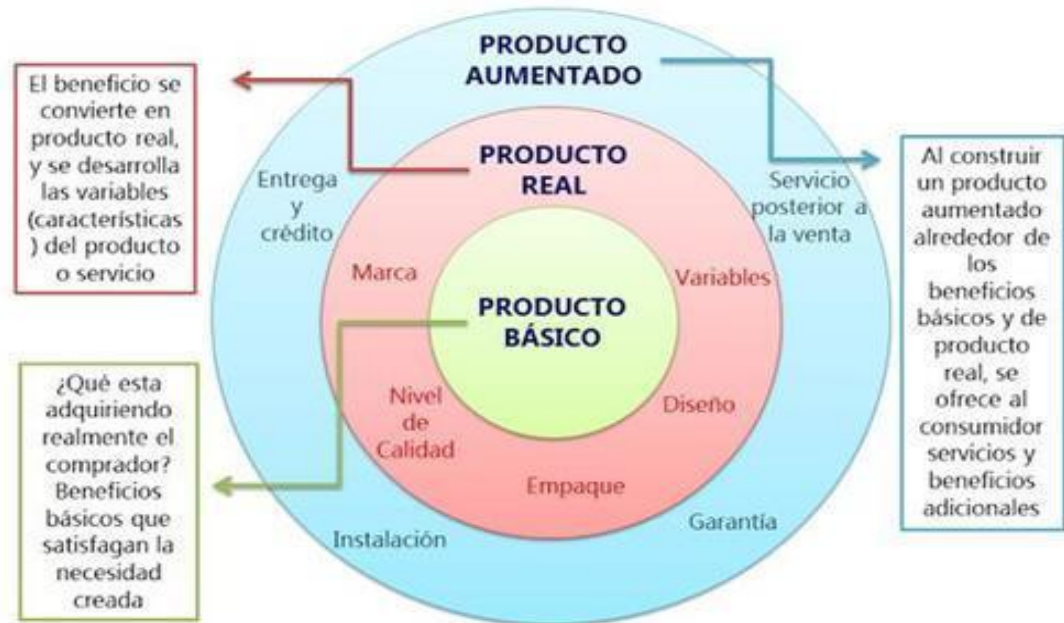 PRODUCTO
AUMENTADO
El beneficio se
convierte en
producto real,
y se desarrolla
las variables
(características
) del producto
o servicio
PRODUCTO
REAL
Entrega
y
crédito
Servicio
posterior a
la venta
Al construir
un producto
aumentado
alrededor de
los
beneficios
básicos y de
producto
real, se
ofrece al
consumidor
servicios y
beneficios
adicionales
Marca
Variables
PRODUCTO
BÁSICO
¿Qué esta
adquiriendo
realmente el
comprador?
Beneficios
básicos que
satisfagan la
necesidad
creada
Nivel
de
Calidad
Diseño
Empaque
Instalación
Garantía